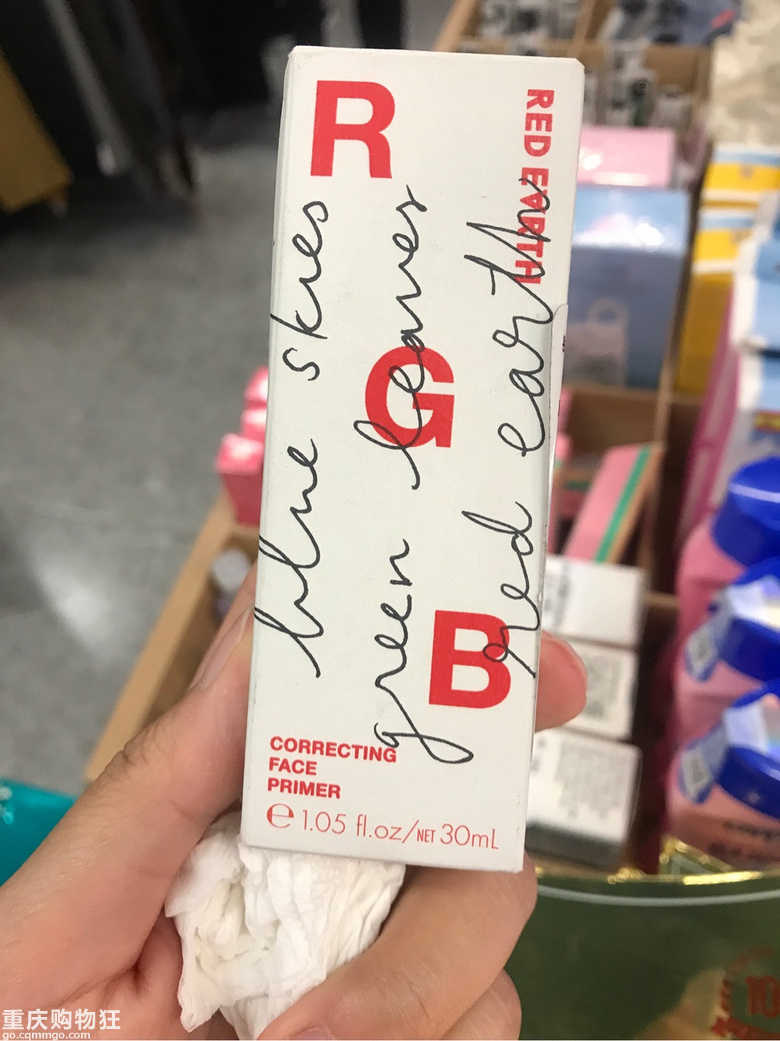 R
RED EARTH
blue skies
G
green leaves
B
red earth
CORRECTING
FACE
PRIMER
e 1.05 fl.oz/NET 30mL
重庆购物狂
go.cqmmgo.com